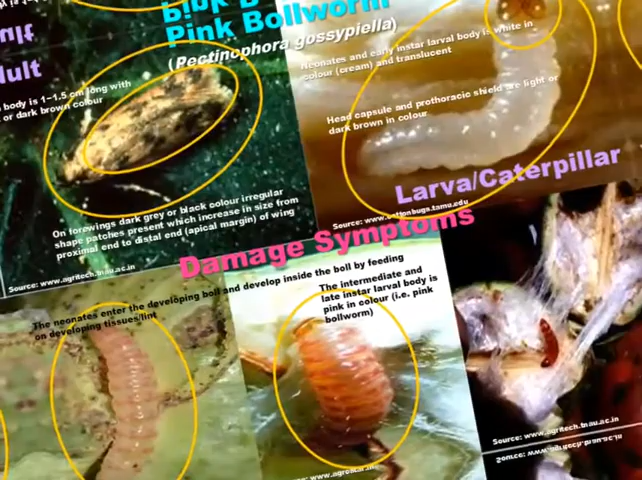 Pink Bollworm
(Pectinophora gossypiella)
body is 1-1.5 cm long with
or dark brown colour
On forewings dark grey or black colour irregular
shape patches present which increase in size from
proximal end to distal end (apical margin) of wing
Source: www.agritech.tnau.ac.in
Neonates and early instar larval body is white in
colour (cream) and translucent
Head capsule and prothoracic shield are light or
dark brown in colour
Larva/Caterpillar
Source: www.cottonbugs.tamu.edu
Damage Symptoms
The neonates enter the developing boll and develop inside the boll by feeding
on developing tissues/lint
The intermediate and
late instar larval body is
pink in colour (i.e. pink
bollworm)
Source: www.agritech.tnau.ac.in